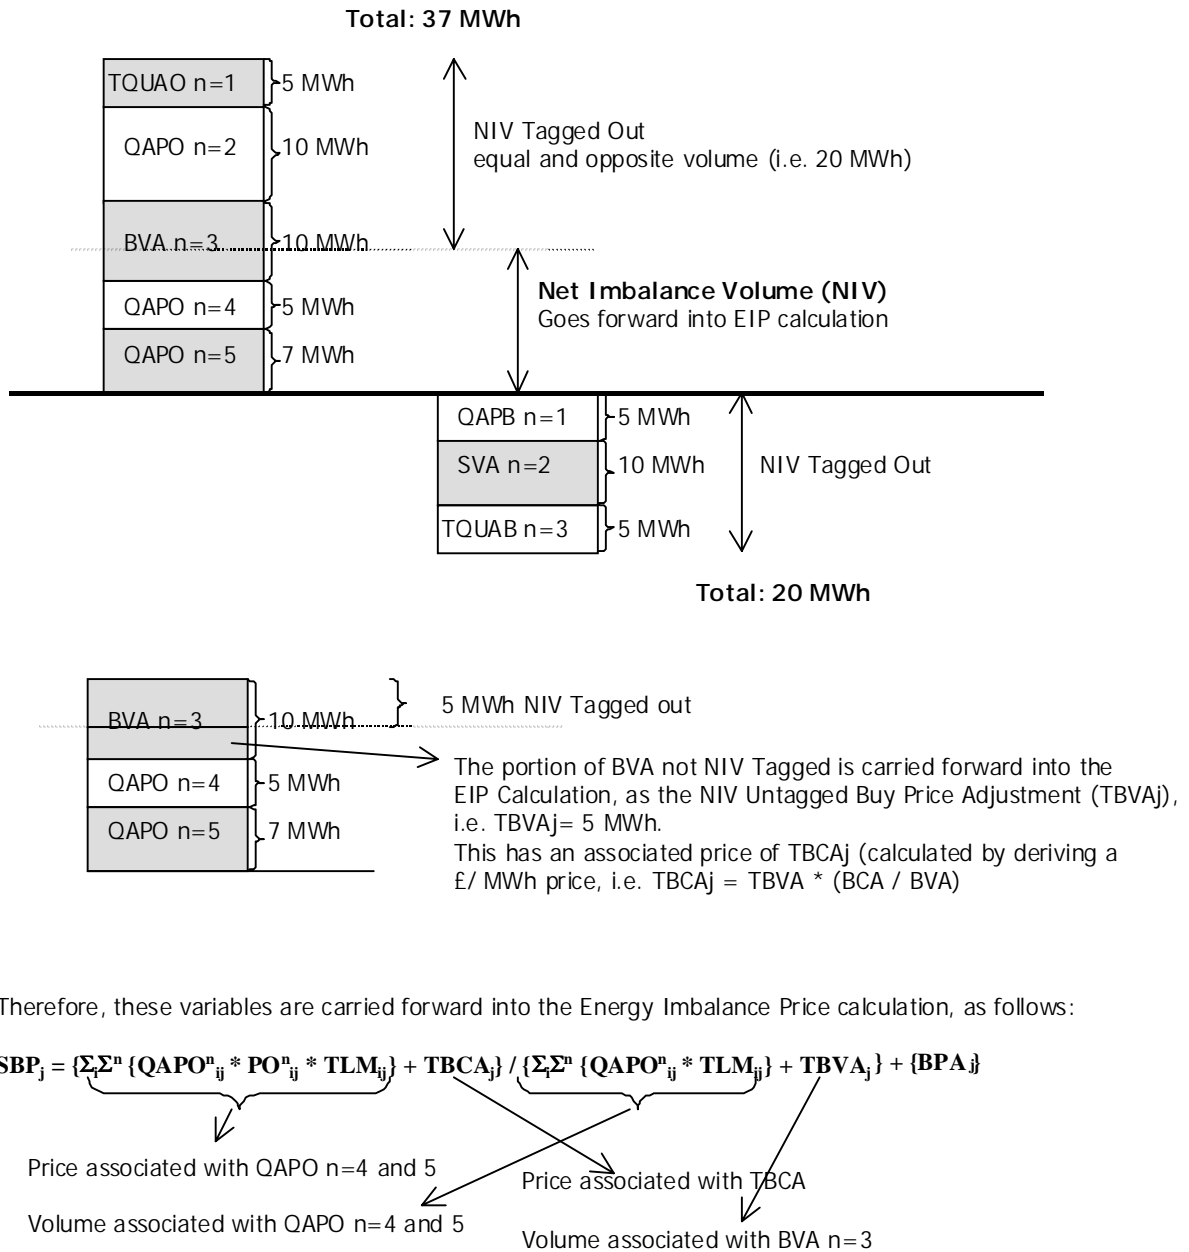 Total: 37 MWh
TQUAO n=1
5 MWh
QAPO n=2
10 MWh
NIV Tagged Out
equal and opposite volume (i.e. 20 MWh)
BVA n=3
10 MWh
Net Imbalance Volume (NIV)
Goes forward into EIP calculation
QAPO n=4
5 MWh
QAPO n=5
7 MWh
QAPB n=1
5 MWh
SVA n=2
10 MWh
NIV Tagged Out
TQUAB n=3
5 MWh
Total: 20 MWh
BVA n=3
10 MWh
5 MWh NIV Tagged out
QAPO n=4
5 MWh
QAPO n=5
7 MWh
The portion of BVA not NIV Tagged is carried forward into the
EIP Calculation, as the NIV Untagged Buy Price Adjustment (TBVAj),
i.e. TBVAj= 5 MWh.
This has an associated price of TBCAj (calculated by deriving a
£/ MWh price, i.e. TBCAj = TBVA * (BCA / BVA)
Therefore, these variables are carried forward into the Energy Imbalance Price calculation, as follows:
SBPj = {ΣiΣⁿ {QAPOⁿij * POⁿij * TLMij} + TBCAj} / {ΣiΣⁿ {QAPOⁿij * TLMij} + TBVAj} + {BPAj}
Price associated with QAPO n=4 and 5
Price associated with TBCA
Volume associated with QAPO n=4 and 5
Volume associated with BVA n=3